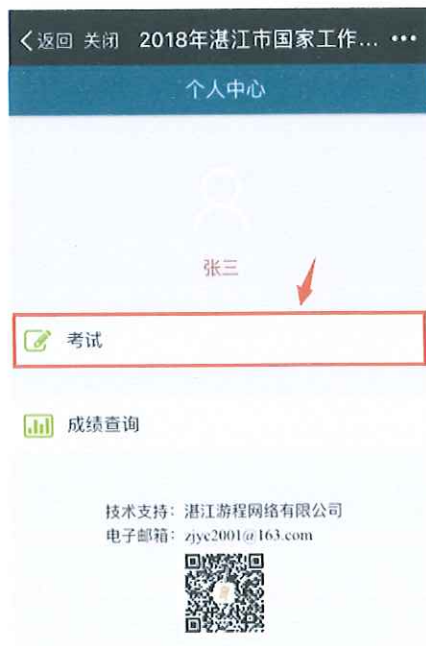 返回 关闭 2018年湛江市国家工作... •••
个人中心
张三
考试
成绩查询
技术支持：湛江游程网络有限公司
电子邮箱：zjyc2001@163.com